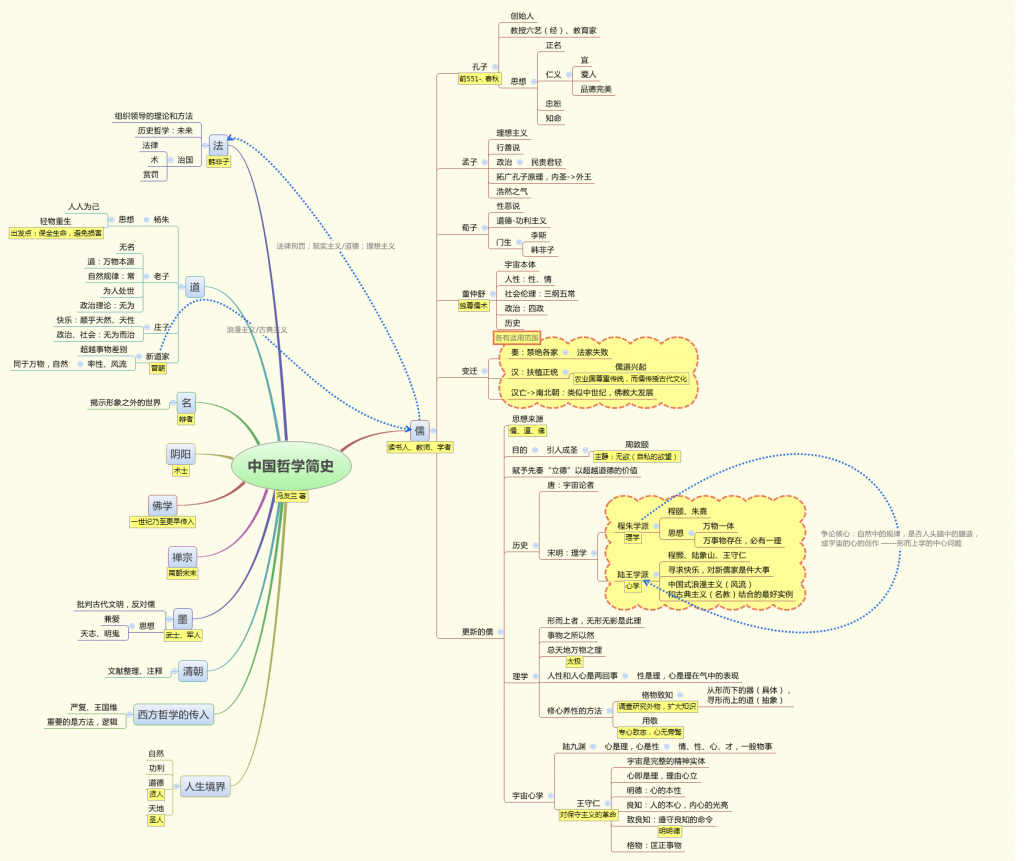 中国哲学简史
冯友兰 著
法
韩非子
组织领导的理论和方法
历史哲学：未来
治国
法律
术
赏罚
道
杨朱
思想
人人为己
轻物重生
出发点：保全生命，避免损害
老子
无名
道：万物本源
自然规律：常
为人处世
政治理论：无为
庄子
快乐：顺乎天然、天性
政治、社会：无为而治
新道家
晋朝
超越事物差别
率性、风流
同于万物，自然
名
辩者
揭示形象之外的世界
阴阳
术士
佛学
一世纪乃至更早传入
禅宗
南朝宋末
墨
武士、军人
批判古代文明，反对儒
思想
兼爱
天志、明鬼
清朝
文献整理、注释
西方哲学的传入
严复、王国维
重要的是方法，逻辑
人生境界
自然
功利
道德
贤人
天地
圣人
法律刑罚；现实主义/道德；理想主义
浪漫主义/古典主义
儒
读书人、教师、学者
孔子
前551-, 春秋
创始人
教授六艺（经）、教育家
思想
正名
仁义
宜
爱人
品德完美
忠恕
知命
孟子
理想主义
行善说
政治
民贵君轻
拓广孔子原理，内圣->外王
浩然之气
荀子
性恶说
道德-功利主义
门生
李斯
韩非子
董仲舒
独尊儒术
宇宙本体
人性：性、情
社会伦理：三纲五常
政治：四政
历史
各有适用范围
变迁
秦：禁绝各家
法家失败
汉：扶植正统
儒道兴起
农业国尊重传统，而儒传授古代文化
汉亡->南北朝：类似中世纪，佛教大发展
更新的儒
思想来源
儒、道、佛
目的
引人成圣
周敦颐
主静：无欲（自私的欲望）
赋予先秦“立德”以超越道德的价值
历史
唐：宇宙论者
宋明：理学
程朱学派
理学
程颐、朱熹
思想
万物一体
万事物存在，必有一理
陆王学派
心学
程颢、陆象山、王守仁
寻求快乐，对新儒家是件大事
中国式浪漫主义（风流）
和古典主义（名教）结合的最好实例
争论核心：自然中的规律，是否人头脑中的臆造，
或宇宙的心的创作 ——形而上学的中心问题
理学
形而上者，无形无影是此理
事物之所以然
总天地万物之理
太极
人性和人心是两回事
性是理，心是理在气中的表现
修心养性的方法
格物致知
调查研究外物，扩大知识
从形而下的器（具体），
寻形而上的道（抽象）
用敬
专心致志，心无旁骛
宇宙心学
陆九渊
心是理，心是性
情、性、心、才，一般物事
王守仁
对保守主义的革命
宇宙是完整的精神实体
心即是理，理由心立
明德：心的本性
良知：人的本心，内心的光亮
致良知：遵守良知的命令
明明德
格物：匡正事物